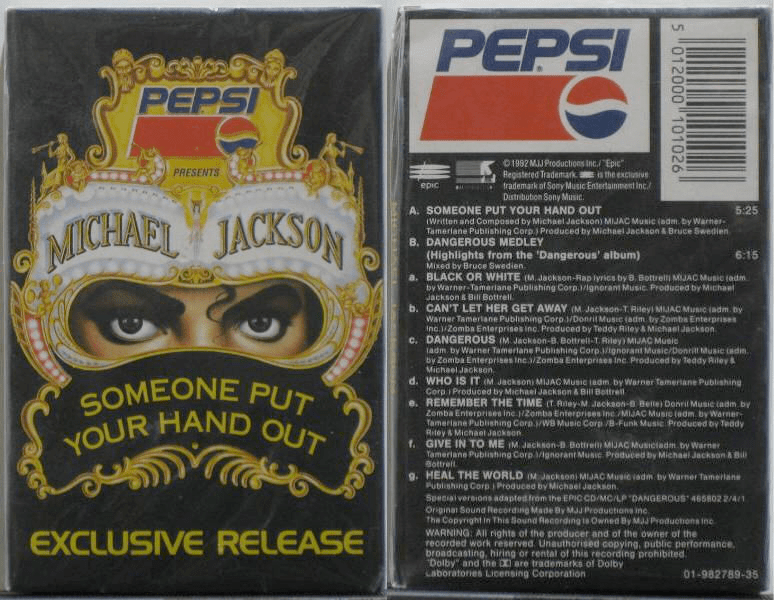 PEPSI
PRESENTS
MICHAEL JACKSON
SOMEONE PUT
YOUR HAND OUT
EXCLUSIVE RELEASE
PEPSI
5 012000 101026
epic
© 1992 MJJ Productions Inc./ "Epic"
Registered Trademark. is the exclusive
trademark of Sony Music Entertainment Inc./
Distribution Sony Music.
A. SOMEONE PUT YOUR HAND OUT 5:25
(Written and Composed by Michael Jackson) MIJAC Music (adm. by Warner-
Tamerlane Publishing Corp.) Produced by Michael Jackson & Bruce Swedien.
B. DANGEROUS MEDLEY
(Highlights from the 'Dangerous' album) 6:15
Mixed by Bruce Swedien.
a. BLACK OR WHITE (M. Jackson-Rap lyrics by B. Bottrell) MIJAC Music (adm.
by Warner Tamerlane Publishing Corp.)/Ignorant Music. Produced by Michael
Jackson & Bill Bottrell.
b. CAN'T LET HER GET AWAY (M. Jackson-T. Riley) MIJAC Music (adm. by
Warner Tamerlane Publishing Corp.)/Donril Music (adm. by Zomba Enterprises
Inc.)/Zomba Enterprises Inc. Produced by Teddy Riley & Michael Jackson.
c. DANGEROUS (M. Jackson-B. Bottrell-T. Riley) MIJAC Music
(adm. by Warner Tamerlane Publishing Corp.)/Ignorant Music/Donril Music (adm.
by Zomba Enterprises Inc.)/Zomba Enterprises Inc. Produced by Teddy Riley &
Michael Jackson.
d. WHO IS IT (M. Jackson) MIJAC Music (adm. by Warner Tamerlane Publishing
Corp.) Produced by Michael Jackson & Bill Bottrell.
e. REMEMBER THE TIME (T. Riley-M. Jackson-B. Belle) Donril Music (adm. by
Zomba Enterprises Inc.)/Zomba Enterprises Inc./MIJAC Music (adm. by Warner-
Tamerlane Publishing Corp.)/WB Music Corp./B-Funk Music. Produced by Teddy
Riley & Michael Jackson
f. GIVE IN TO ME (M. Jackson-B. Bottrell) MIJAC Music(adm. by Warner
Tamerlane Publishing Corp.)/Ignorant Music. Produced by Michael Jackson & Bill
Bottrell.
g. HEAL THE WORLD (M. Jackson) MIJAC Music (adm. by Warner Tamerlane
Publishing Corp.) Produced by Michael Jackson.
Special versions adapted from the EPIC CD/MC/LP "DANGEROUS" 465802 2/4/1
Original Sound Recording Made By MJJ Productions Inc.
The Copyright In This Sound Recording Is Owned By MJJ Productions Inc.
WARNING: All rights of the producer and of the owner of the
recorded work reserved. Unauthorised copying, public performance,
broadcasting, hiring or rental of this recording prohibited.
"Dolby" and the are trademarks of Dolby
Laboratories Licensing Corporation 01-982789-35